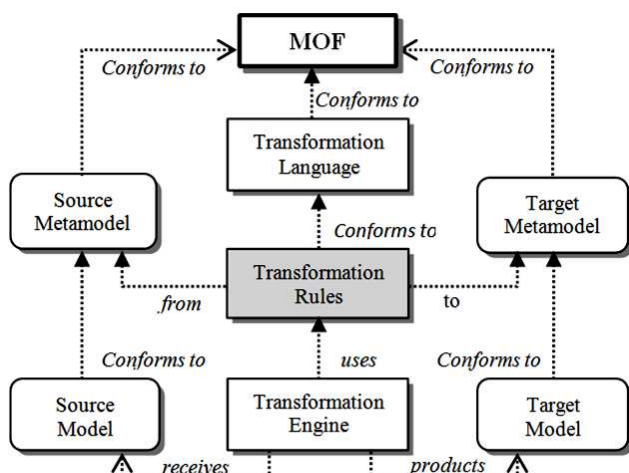 MOF
Conforms to
Conforms to
Conforms to
Transformation
Language
Source
Metamodel
Target
Metamodel
Conforms to
Transformation
Rules
from
to
Conforms to
uses
Conforms to
Source
Model
Transformation
Engine
Target
Model
receives
products